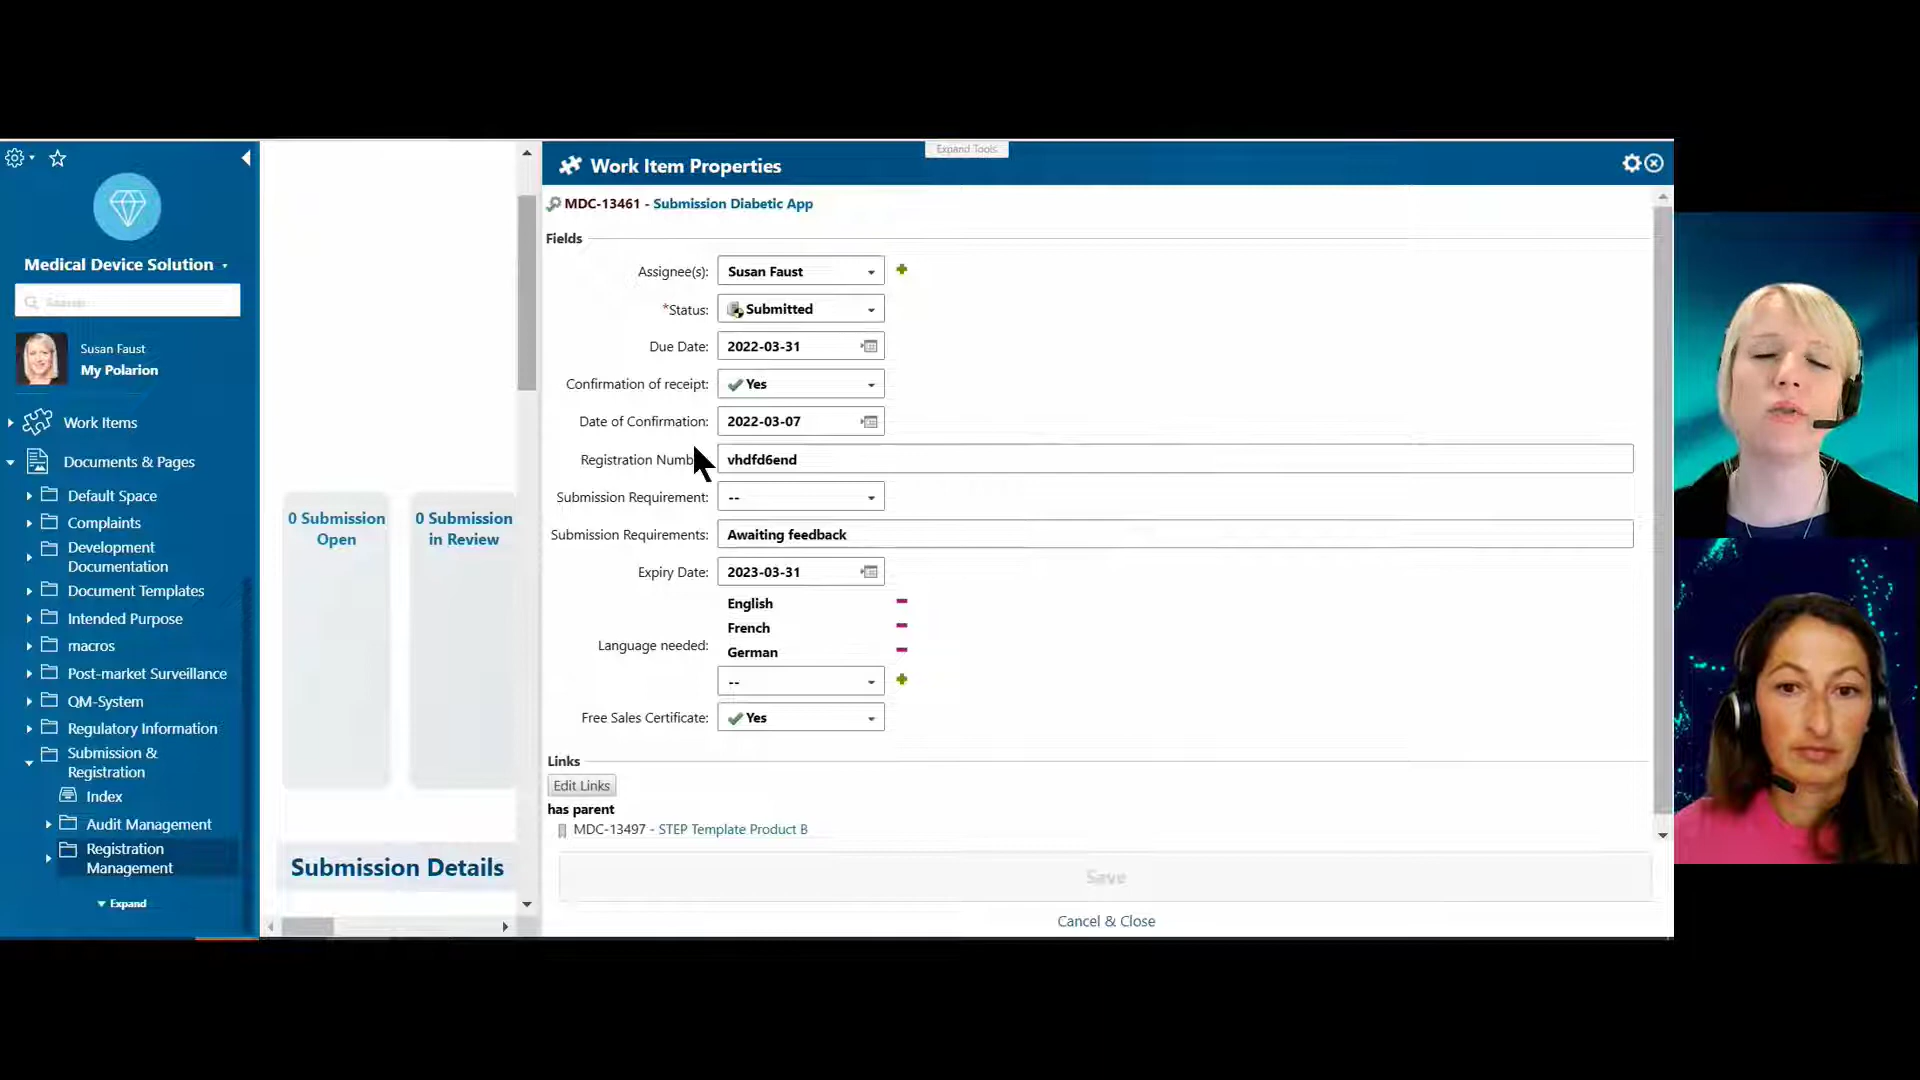 Medical Device Solution
Search
Susan Faust
My Polarion
Work Items
Documents & Pages
Default Space
Complaints
Development
Documentation
Document Templates
Intended Purpose
macros
Post-market Surveillance
QM-System
Regulatory Information
Submission &
Registration
Index
Audit Management
Registration
Management
Expand
0 Submission
Open
0 Submission
in Review
Submission Details
Expand Tools
Work Item Properties
MDC-13461 - Submission Diabetic App
Fields
Assignee(s): Susan Faust
*Status: Submitted
Due Date: 2022-03-31
Confirmation of receipt: Yes
Date of Confirmation: 2022-03-07
Registration Numb vhdfd6end
Submission Requirement: --
Submission Requirements: Awaiting feedback
Expiry Date: 2023-03-31
English
French
Language needed:
German
--
Free Sales Certificate: Yes
Links
Edit Links
has parent
MDC-13497 - STEP Template Product B
Save
Cancel & Close